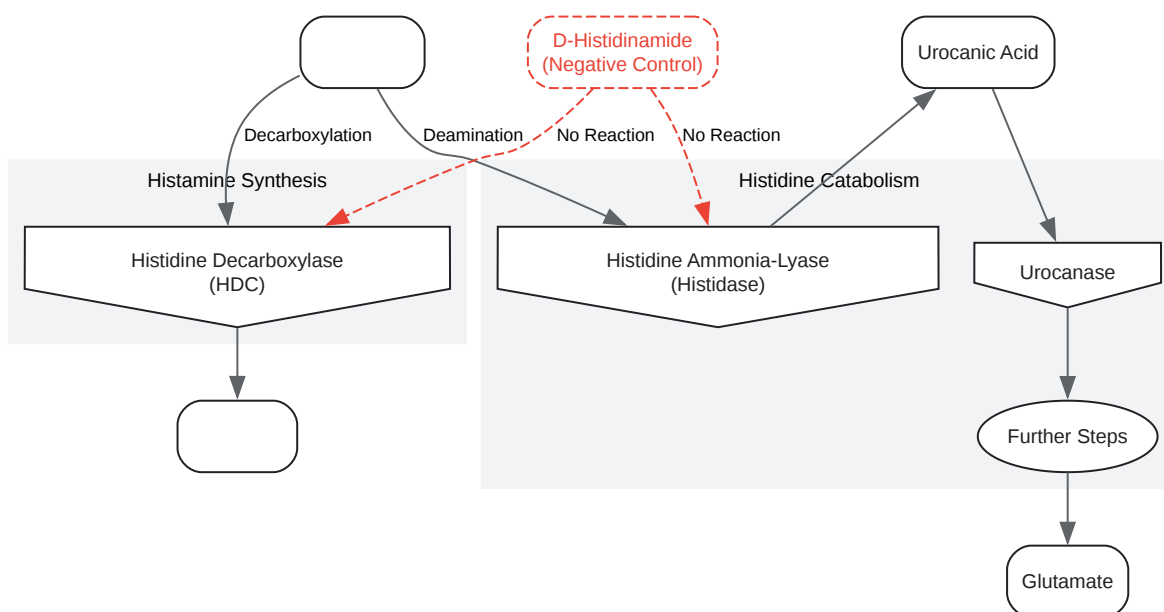 D-Histidinamide
(Negative Control)
Urocanic Acid
Decarboxylation
Deamination
No Reaction
No Reaction
Histamine Synthesis
Histidine Catabolism
Histidine Decarboxylase
(HDC)
Histidine Ammonia-Lyase
(Histidase)
Urocanase
Further Steps
Glutamate